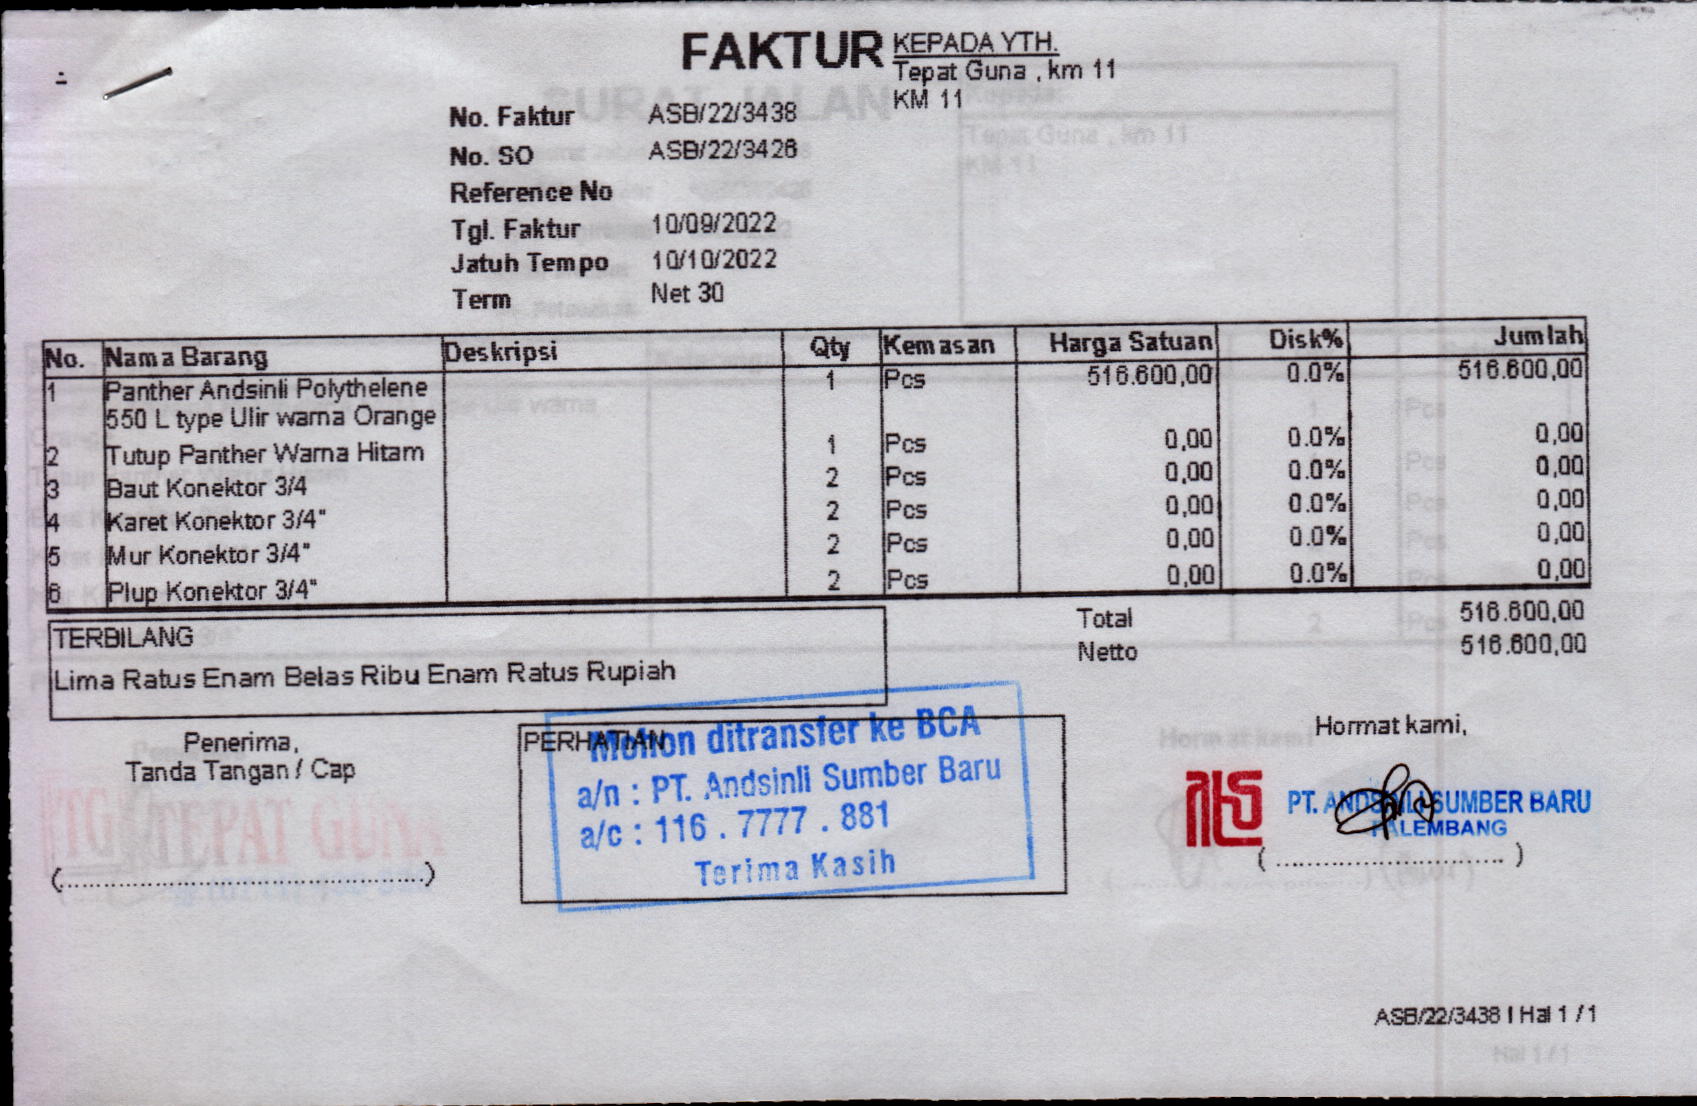 FAKTUR
KEPADA YTH.
Tepat Guna , km 11
KM 11
No. Faktur ASB/22/3438
No. SO ASB/22/3426
Reference No
Tgl. Faktur 10/09/2022
Jatuh Tempo 10/10/2022
Term Net 30
No. Nama Barang Deskripsi Qty Kemasan Harga Satuan Disk% Jumlah
1 Panther Andsinli Polythelene 1 Pcs 516.600,00 0.0% 516.600,00
550 L type Ulir warna Orange
2 Tutup Panther Warna Hitam 1 Pcs 0,00 0.0% 0,00
3 Baut Konektor 3/4 2 Pcs 0,00 0.0% 0,00
4 Karet Konektor 3/4" 2 Pcs 0,00 0.0% 0,00
5 Mur Konektor 3/4" 2 Pcs 0,00 0.0% 0,00
6 Plup Konektor 3/4" 2 Pcs 0,00 0.0% 0,00
Total 516.600,00
Netto 516.600,00
TERBILANG
Lima Ratus Enam Belas Ribu Enam Ratus Rupiah
Penerima,
Tanda Tangan / Cap
(..............................................)
TG TEPAT GUNA
PERHATIAN
Mohon ditransfer ke BCA
a/n : PT. Andsinli Sumber Baru
a/c : 116 . 7777 . 881
Terima Kasih
Hormat kami,
PT. ANDSINLI SUMBER BARU
PALEMBANG
( ............................. )
ASB/22/3438 I Hal 1 / 1